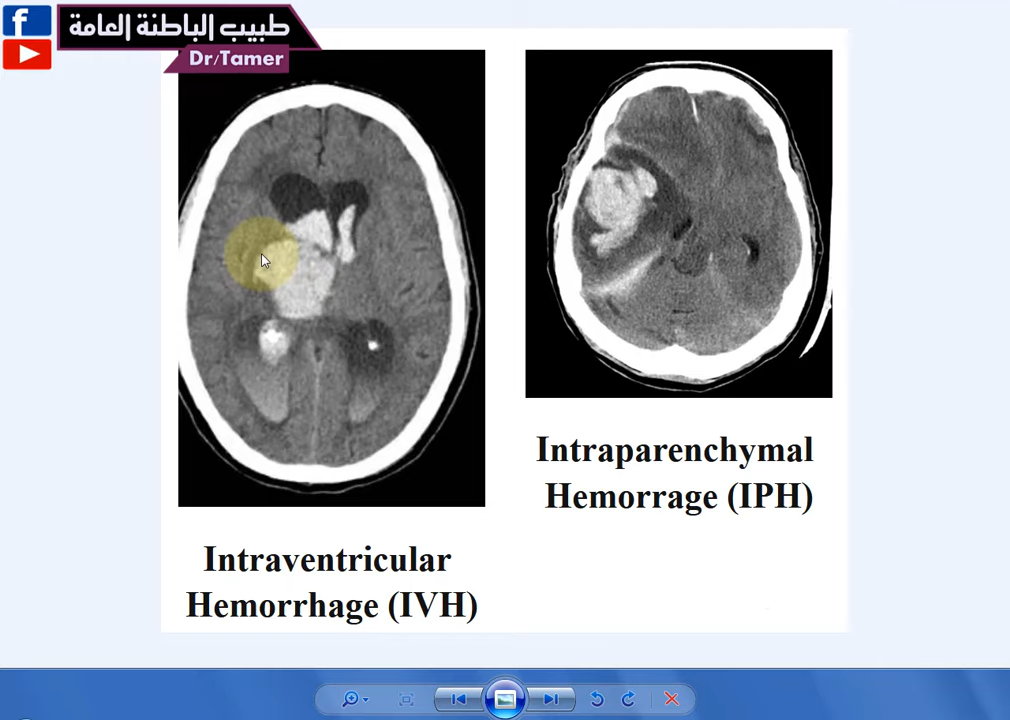 f
طبيب الباطنة العامة
Dr/Tamer
Intraventricular
Hemorrhage (IVH)
Intraparenchymal
Hemorrage (IPH)